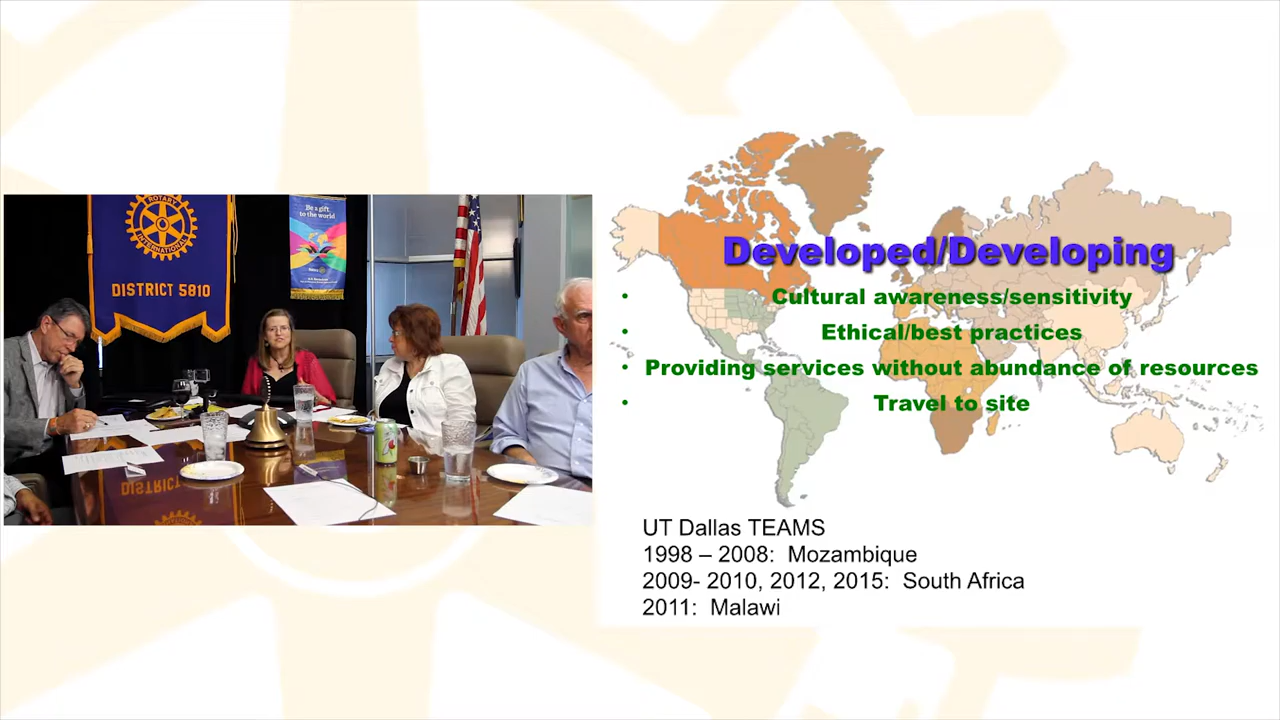 ROTARY
INTERNATIONAL
DISTRICT 5810
Be a gift
to the world
Developed/Developing
• Cultural awareness/sensitivity
• Ethical/best practices
• Providing services without abundance of resources
• Travel to site
UT Dallas TEAMS
1998 – 2008: Mozambique
2009- 2010, 2012, 2015: South Africa
2011: Malawi